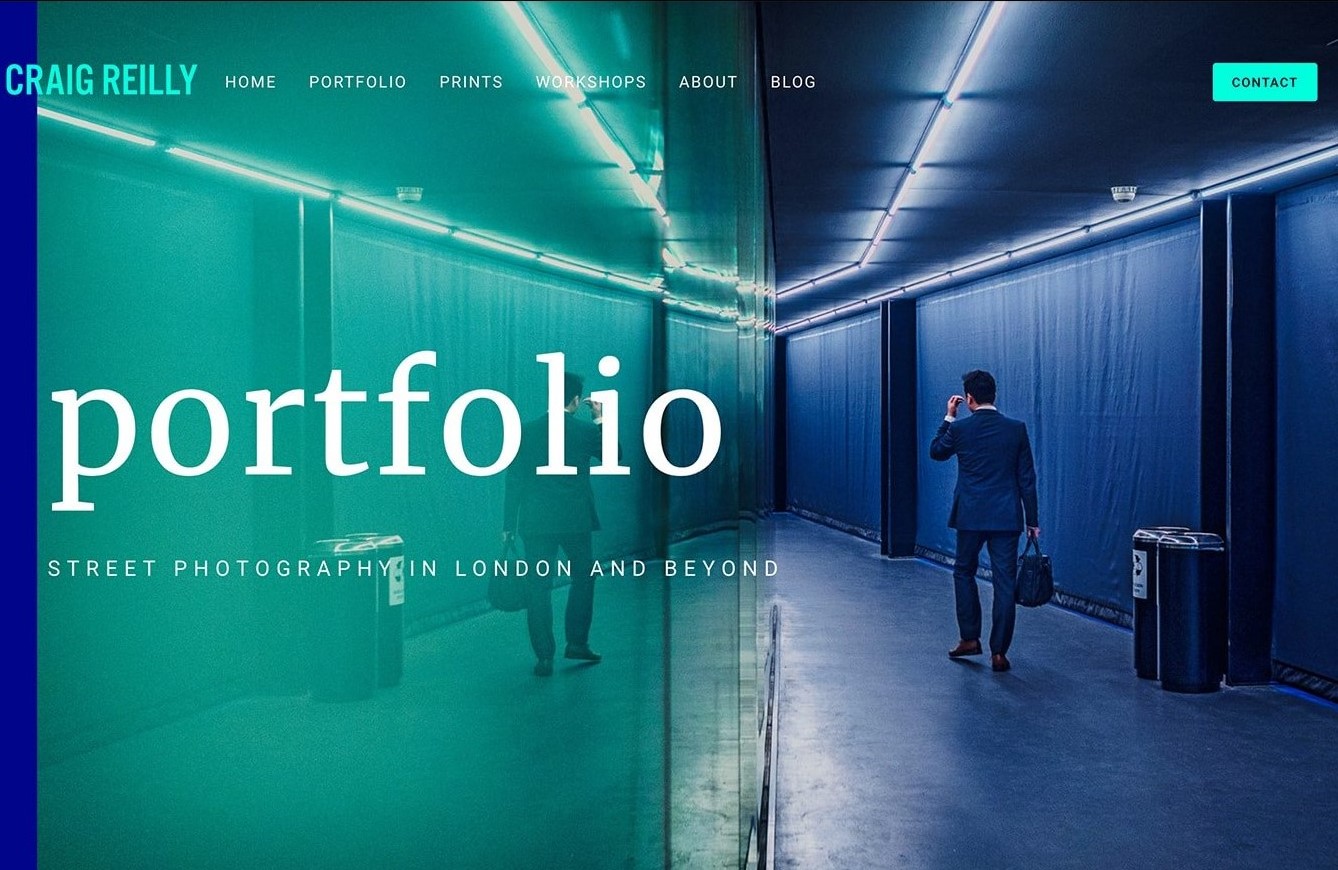 CRAIG REILLY HOME PORTFOLIO PRINTS WORKSHOPS ABOUT BLOG CONTACT
portfolio
STREET PHOTOGRAPHY IN LONDON AND BEYOND